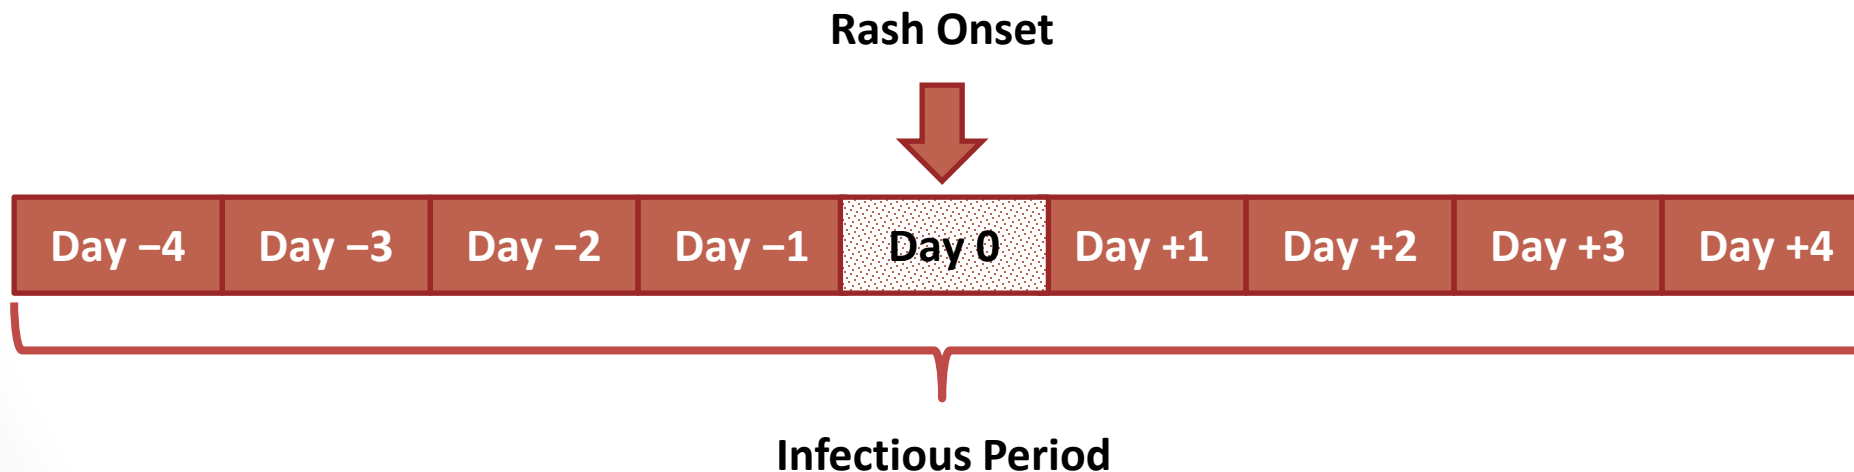 Rash Onset
Day −4 Day −3 Day −2 Day −1 Day 0 Day +1 Day +2 Day +3 Day +4
Infectious Period